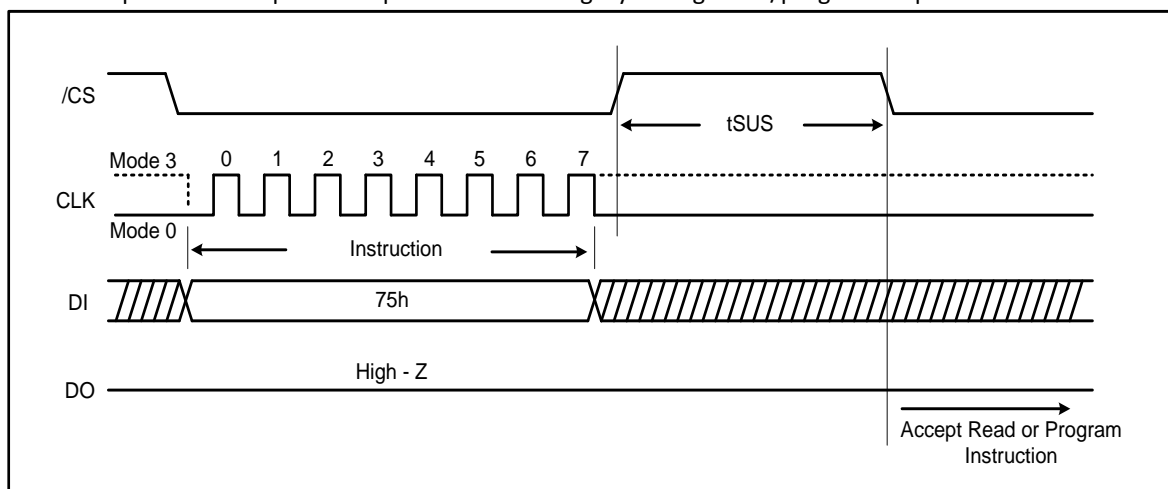 /CS
tSUS
Mode 3 0 1 2 3 4 5 6 7
CLK
Mode 0
Instruction
DI 75h
High - Z
DO
Accept Read or Program
Instruction